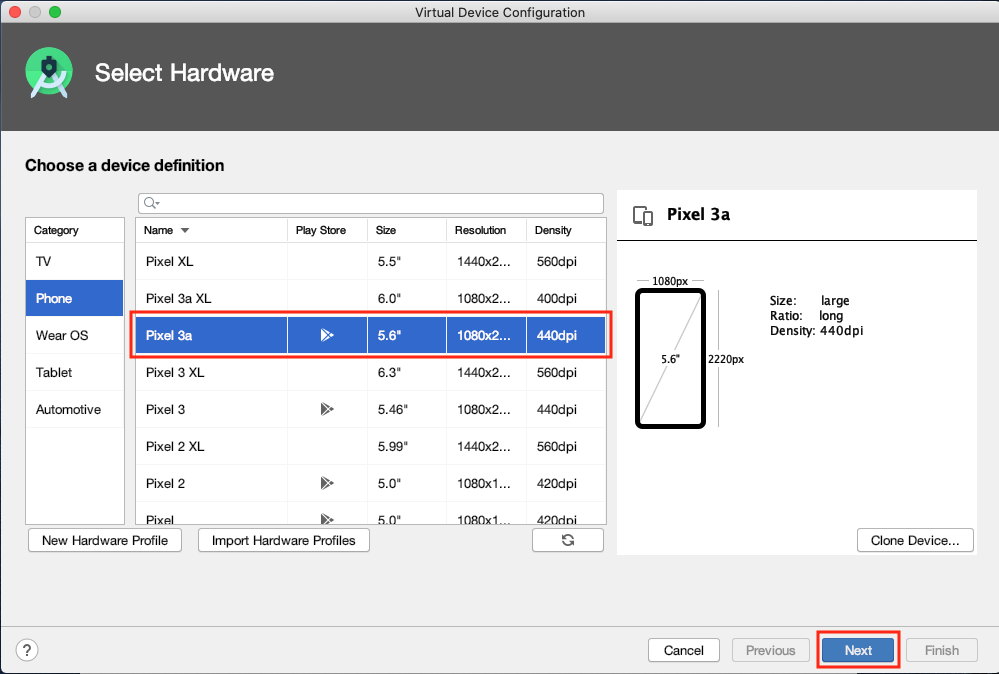 Virtual Device Configuration
Select Hardware
Choose a device definition
Category
TV
Phone
Wear OS
Tablet
Automotive
Name Play Store Size Resolution Density
Pixel XL 5.5" 1440x2... 560dpi
Pixel 3a XL 6.0" 1080x2... 400dpi
Pixel 3a 5.6" 1080x2... 440dpi
Pixel 3 XL 6.3" 1440x2... 560dpi
Pixel 3 5.46" 1080x2... 440dpi
Pixel 2 XL 5.99" 1440x2... 560dpi
Pixel 2 5.0" 1080x1... 420dpi
Pixel 5.0" 1080x1... 420dpi
New Hardware Profile Import Hardware Profiles
Pixel 3a
1080px
5.6"
2220px
Size: large
Ratio: long
Density: 440dpi
Clone Device...
? Cancel Previous Next Finish